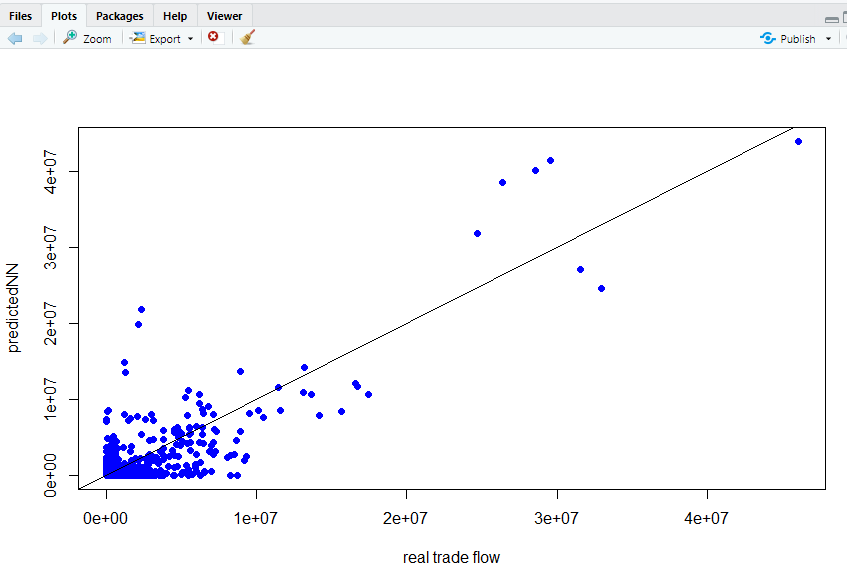 Files Plots Packages Help Viewer
Zoom Export Publish
4e+07
3e+07
2e+07
1e+07
0e+00
predictedNN
0e+00 1e+07 2e+07 3e+07 4e+07
real trade flow